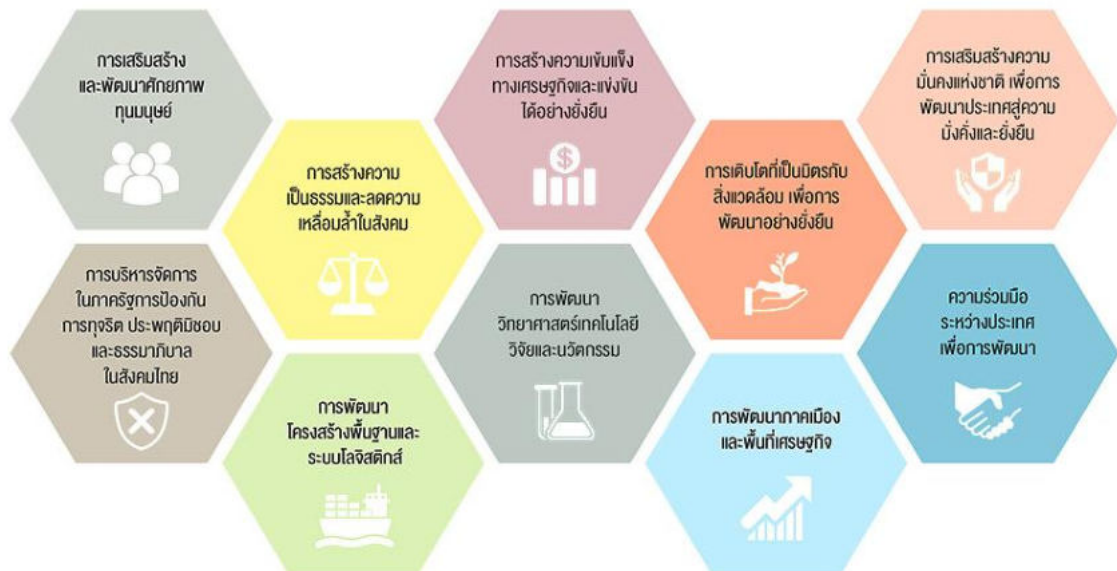 การเสริมสร้าง
และพัฒนาศักยภาพ
ทุนมนุษย์
การสร้างความ
เป็นธรรมและลดความ
เหลื่อมล้ำในสังคม
การสร้างความเข้มแข็ง
ทางเศรษฐกิจและแข่งขัน
ได้อย่างยั่งยืน
การเติบโตที่เป็นมิตรกับ
สิ่งแวดล้อม เพื่อการ
พัฒนาอย่างยั่งยืน
การเสริมสร้างความ
มั่นคงแห่งชาติ เพื่อการ
พัฒนาประเทศสู่ความ
มั่งคั่งและยั่งยืน
การบริหารจัดการ
ในภาครัฐการป้องกัน
การทุจริต ประพฤติมิชอบ
และธรรมาภิบาล
ในสังคมไทย
การพัฒนา
โครงสร้างพื้นฐานและ
ระบบโลจิสติกส์
การพัฒนา
วิทยาศาสตร์เทคโนโลยี
วิจัยและนวัตกรรม
การพัฒนาภาคเมือง
และพื้นที่เศรษฐกิจ
ความร่วมมือ
ระหว่างประเทศ
เพื่อการพัฒนา